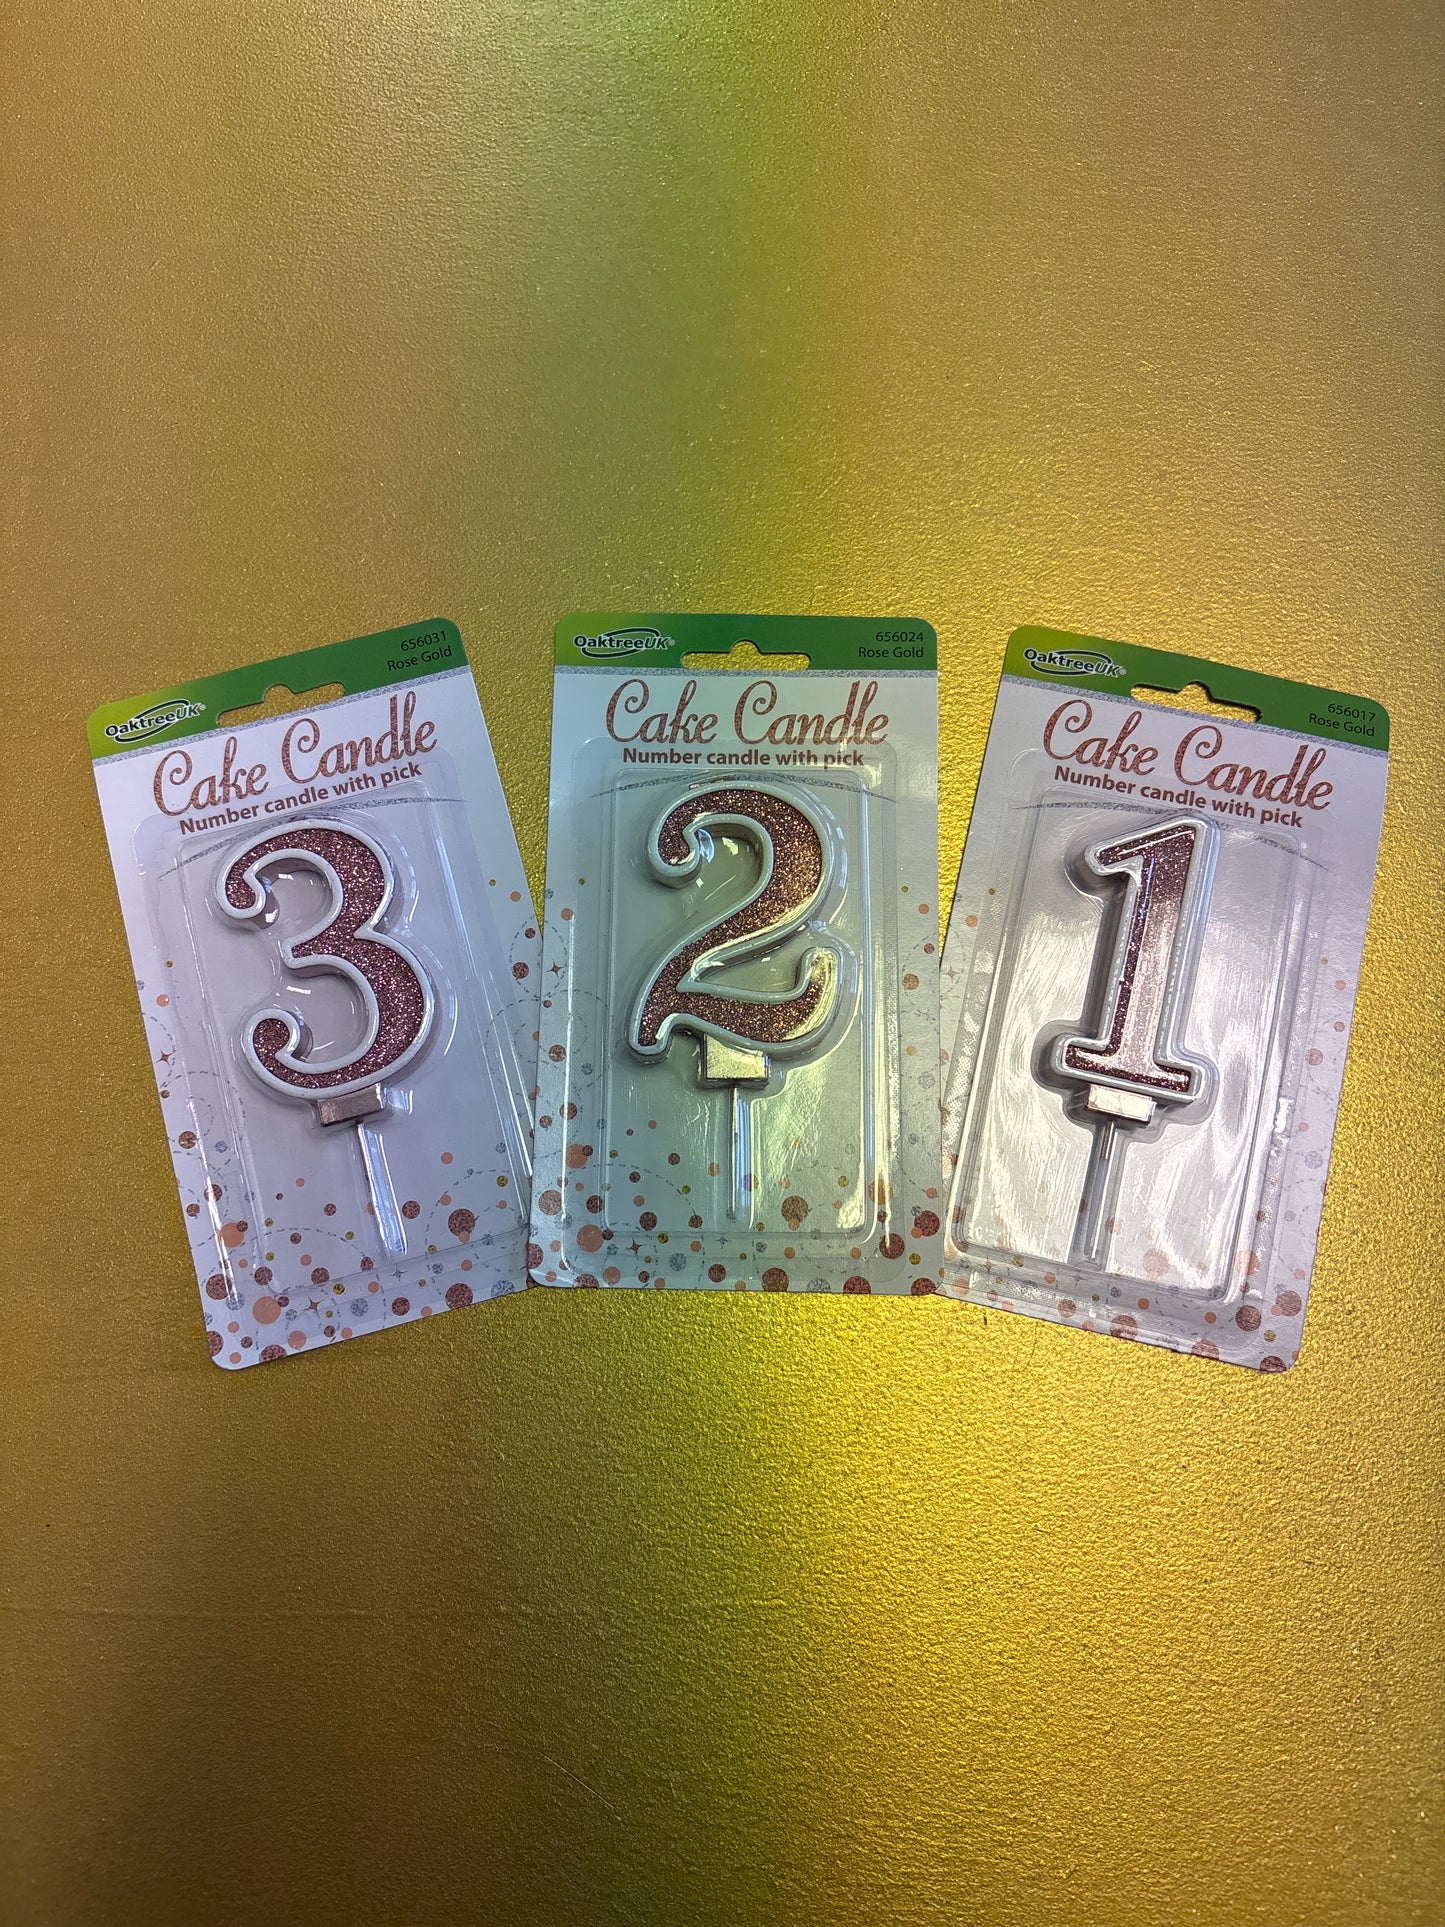 OaktreeUK®
656031
Rose Gold
Cake Candle
Number candle with pick
3
OaktreeUK®
656024
Rose Gold
Cake Candle
Number candle with pick
2
OaktreeUK®
656017
Rose Gold
Cake Candle
Number candle with pick
1